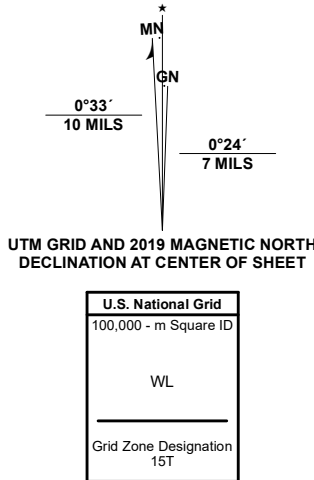 ★
MN
GN
0°33´
10 MILS
0°24´
7 MILS
UTM GRID AND 2019 MAGNETIC NORTH
DECLINATION AT CENTER OF SHEET
U.S. National Grid
100,000 - m Square ID
WL
Grid Zone Designation
15T